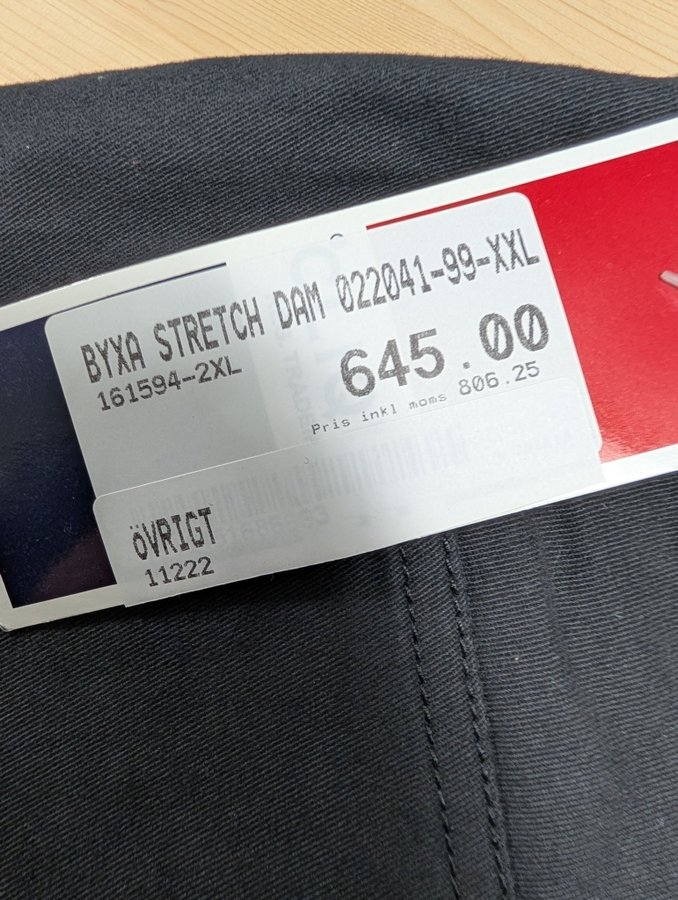 BYXA STRETCH DAM 022041-99-XXL
161594-2XL
645.00
Pris inkl moms 806.25
ÖVRIGT
11222